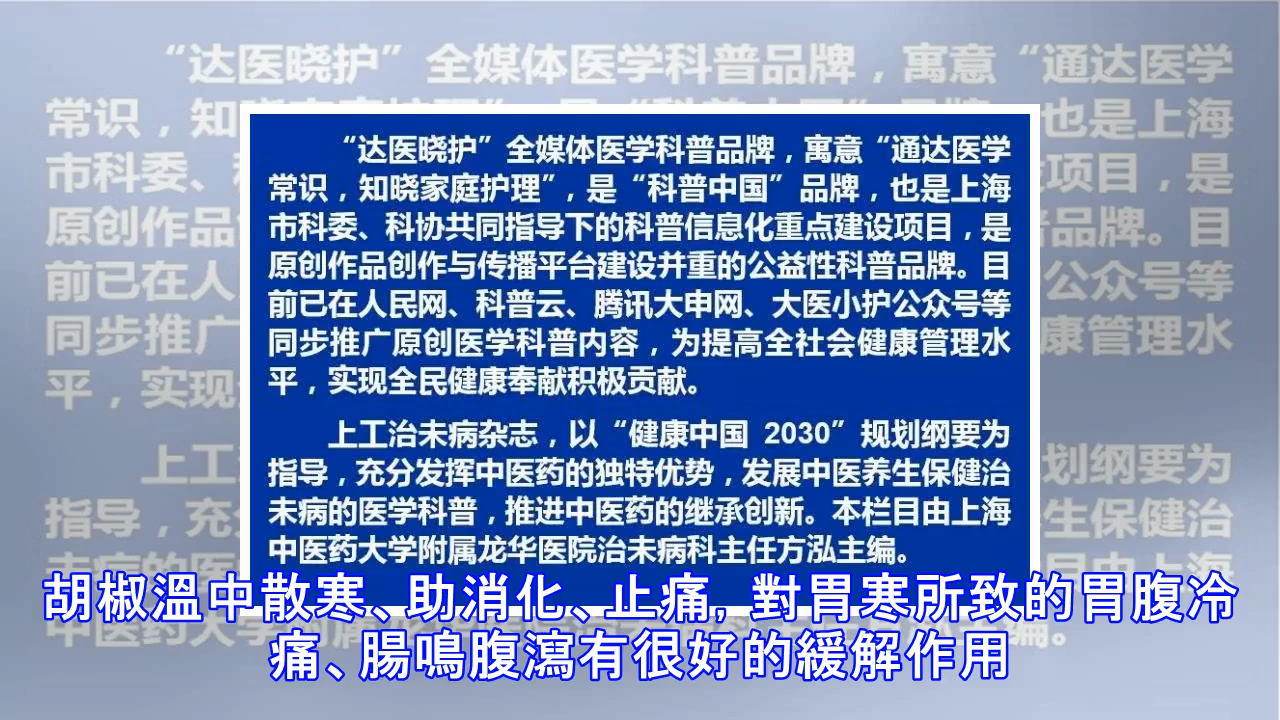 “达医晓护”全媒体医学科普品牌，寓意“通达医学
常识，知晓家庭护理”，是“科普中国”品牌，也是上海
市科委、科协共同指导下的科普信息化重点建设项目，是
原创作品创作与传播平台建设并重的公益性科普品牌。目
前已在人民网、科普云、腾讯大申网、大医小护公众号等
同步推广原创医学科普内容，为提高全社会健康管理水
平，实现全民健康奉献积极贡献。
上工治未病杂志，以“健康中国 2030”规划纲要为
指导，充分发挥中医药的独特优势，发展中医养生保健治
未病的医学科普，推进中医药的继承创新。本栏目由上海
中医药大学附属龙华医院治未病科主任方泓主编。
胡椒溫中散寒、助消化、止痛，對胃寒所致的胃腹冷
痛、腸鳴腹瀉有很好的緩解作用